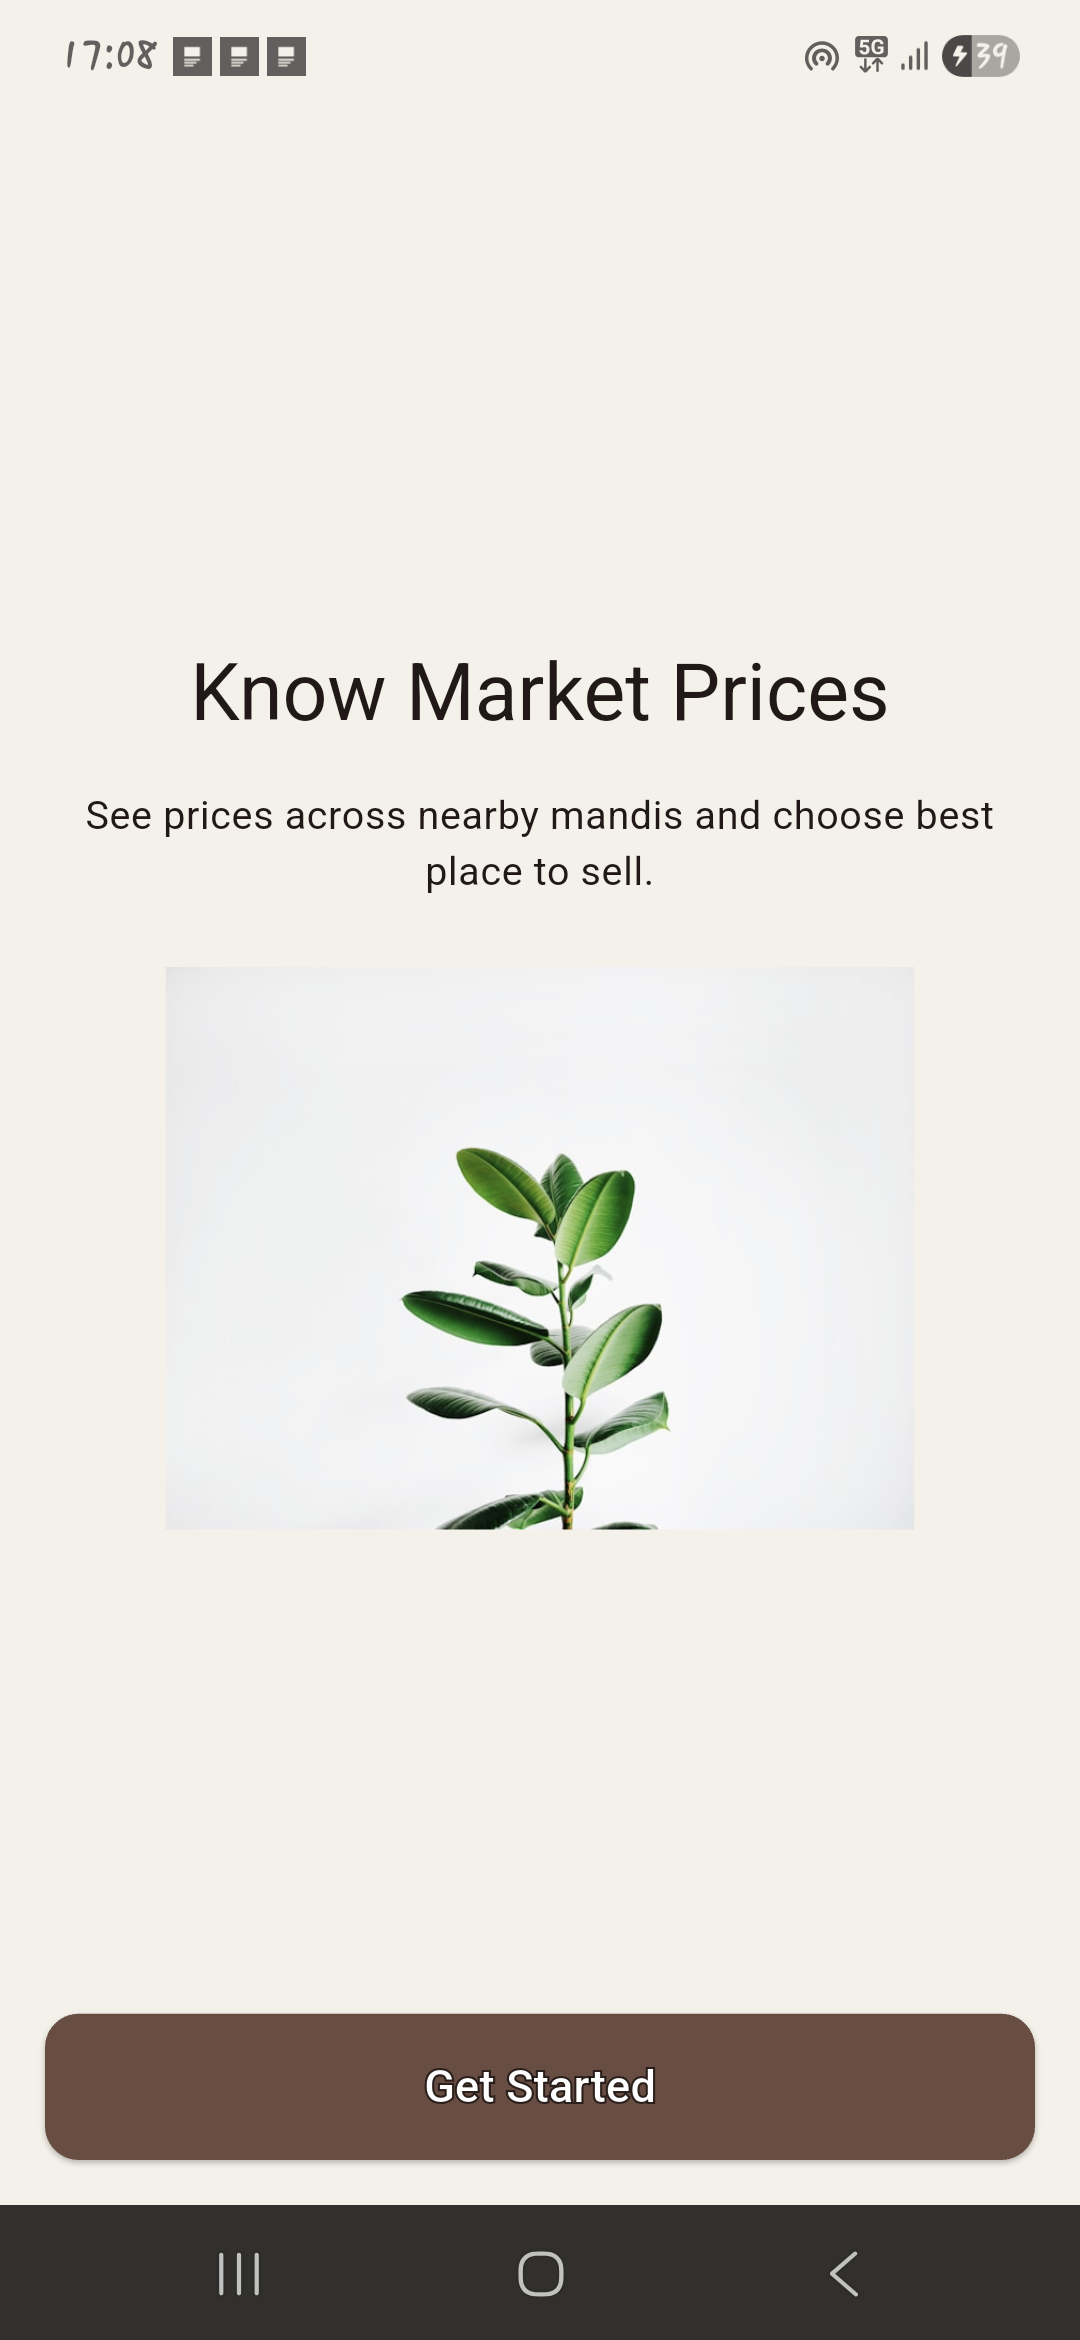 17:08
5G
39
Know Market Prices
See prices across nearby mandis and choose best
place to sell.
Get Started